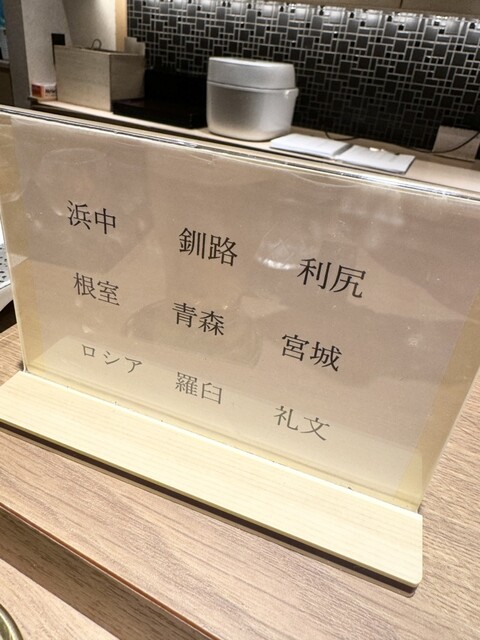 浜中 釧路 利尻
根室 青森 宮城
ロシア 羅臼 礼文